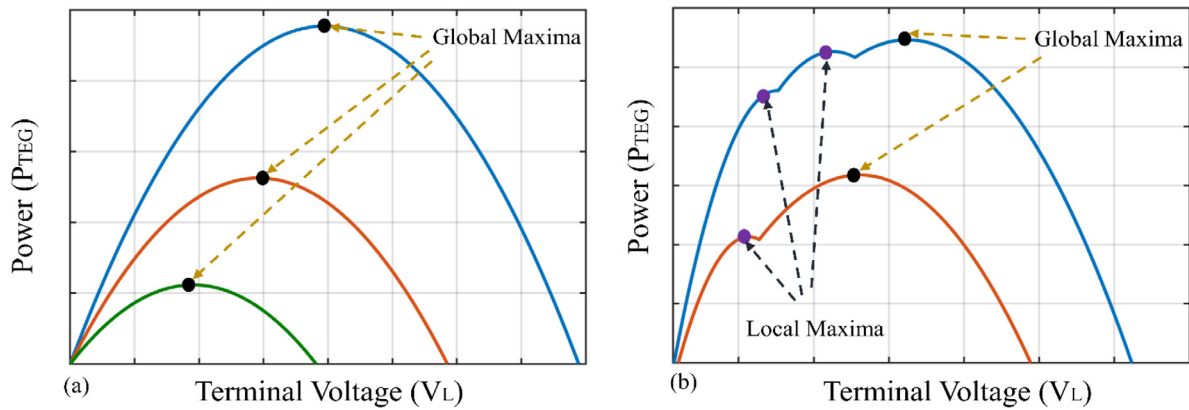 Global Maxima
Power (PTEG)
(a)
Terminal Voltage (VL)
Global Maxima
Power (PTEG)
Local Maxima
(b)
Terminal Voltage (VL)